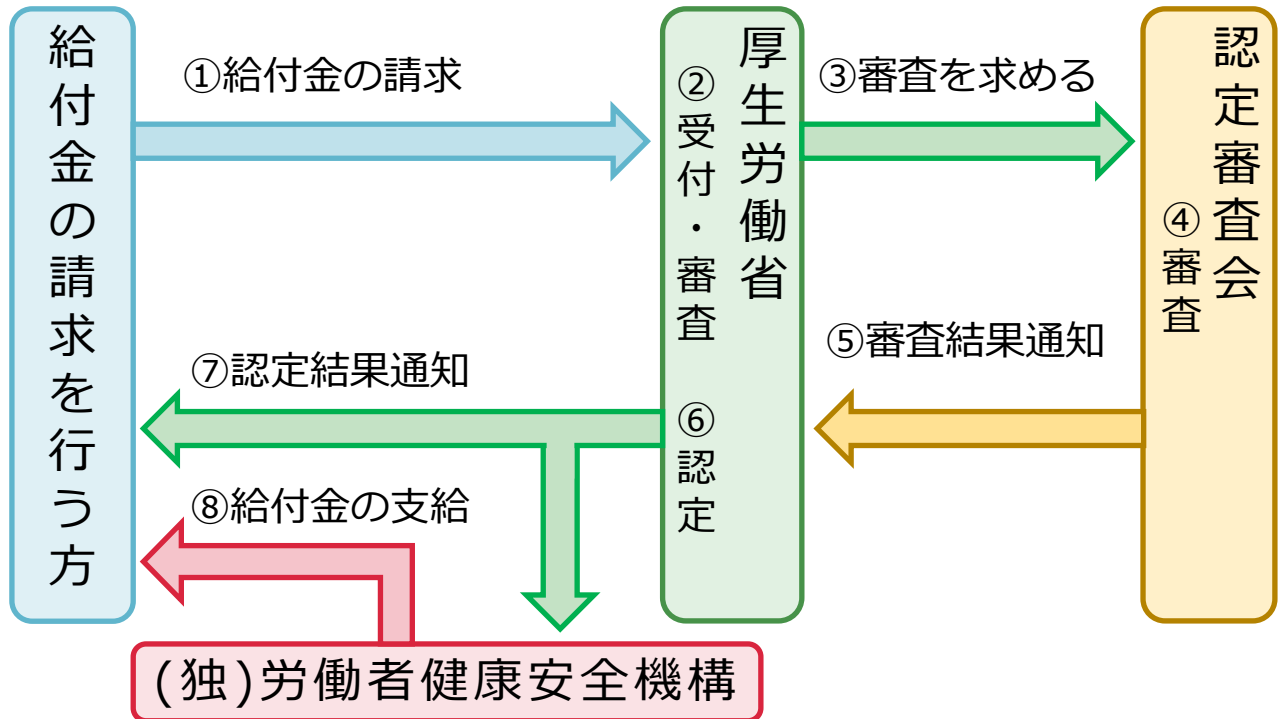 給付金の請求を行う方
①給付金の請求
厚生労働省
②受付・審査
⑥認定
③審査を求める
認定審査会
④審査
⑤審査結果通知
⑦認定結果通知
⑧給付金の支給
(独)労働者健康安全機構